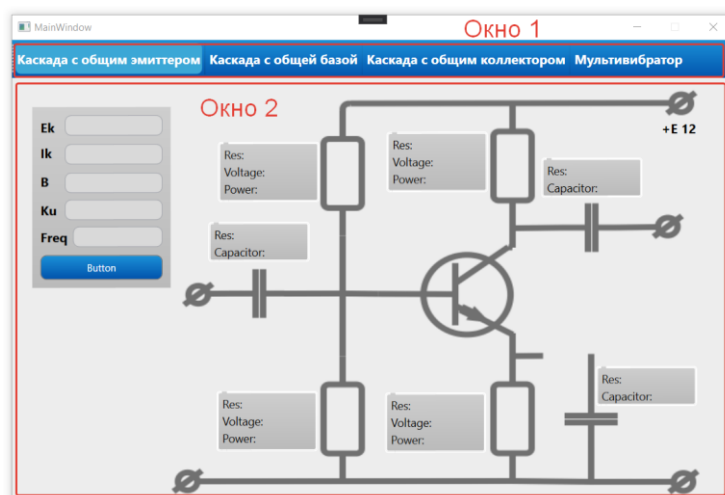 MainWindow
Окно 1
Каскада с общим эмиттером Каскада с общей базой Каскада с общим коллектором Мультивибратор
Окно 2
+E 12
Ek
Ik
B
Ku
Freq
Button
Res:
Voltage:
Power:
Res:
Voltage:
Power:
Res:
Capacitor:
Res:
Capacitor:
Res:
Voltage:
Power:
Res:
Voltage:
Power:
Res:
Capacitor: